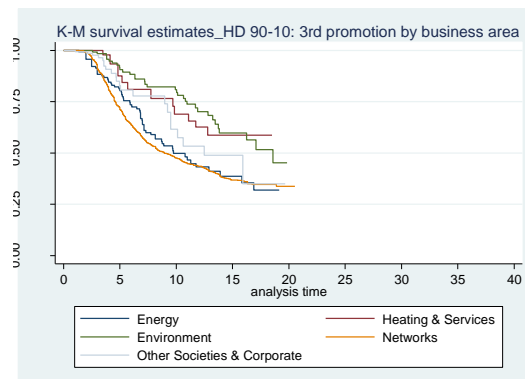 K-M survival estimates_HD 90-10: 3rd promotion by business area
1.00
0.75
0.50
0.25
0.00
0 5 10 15 20 25 30 35 40
analysis time
Energy Heating & Services
Environment Networks
Other Societies & Corporate